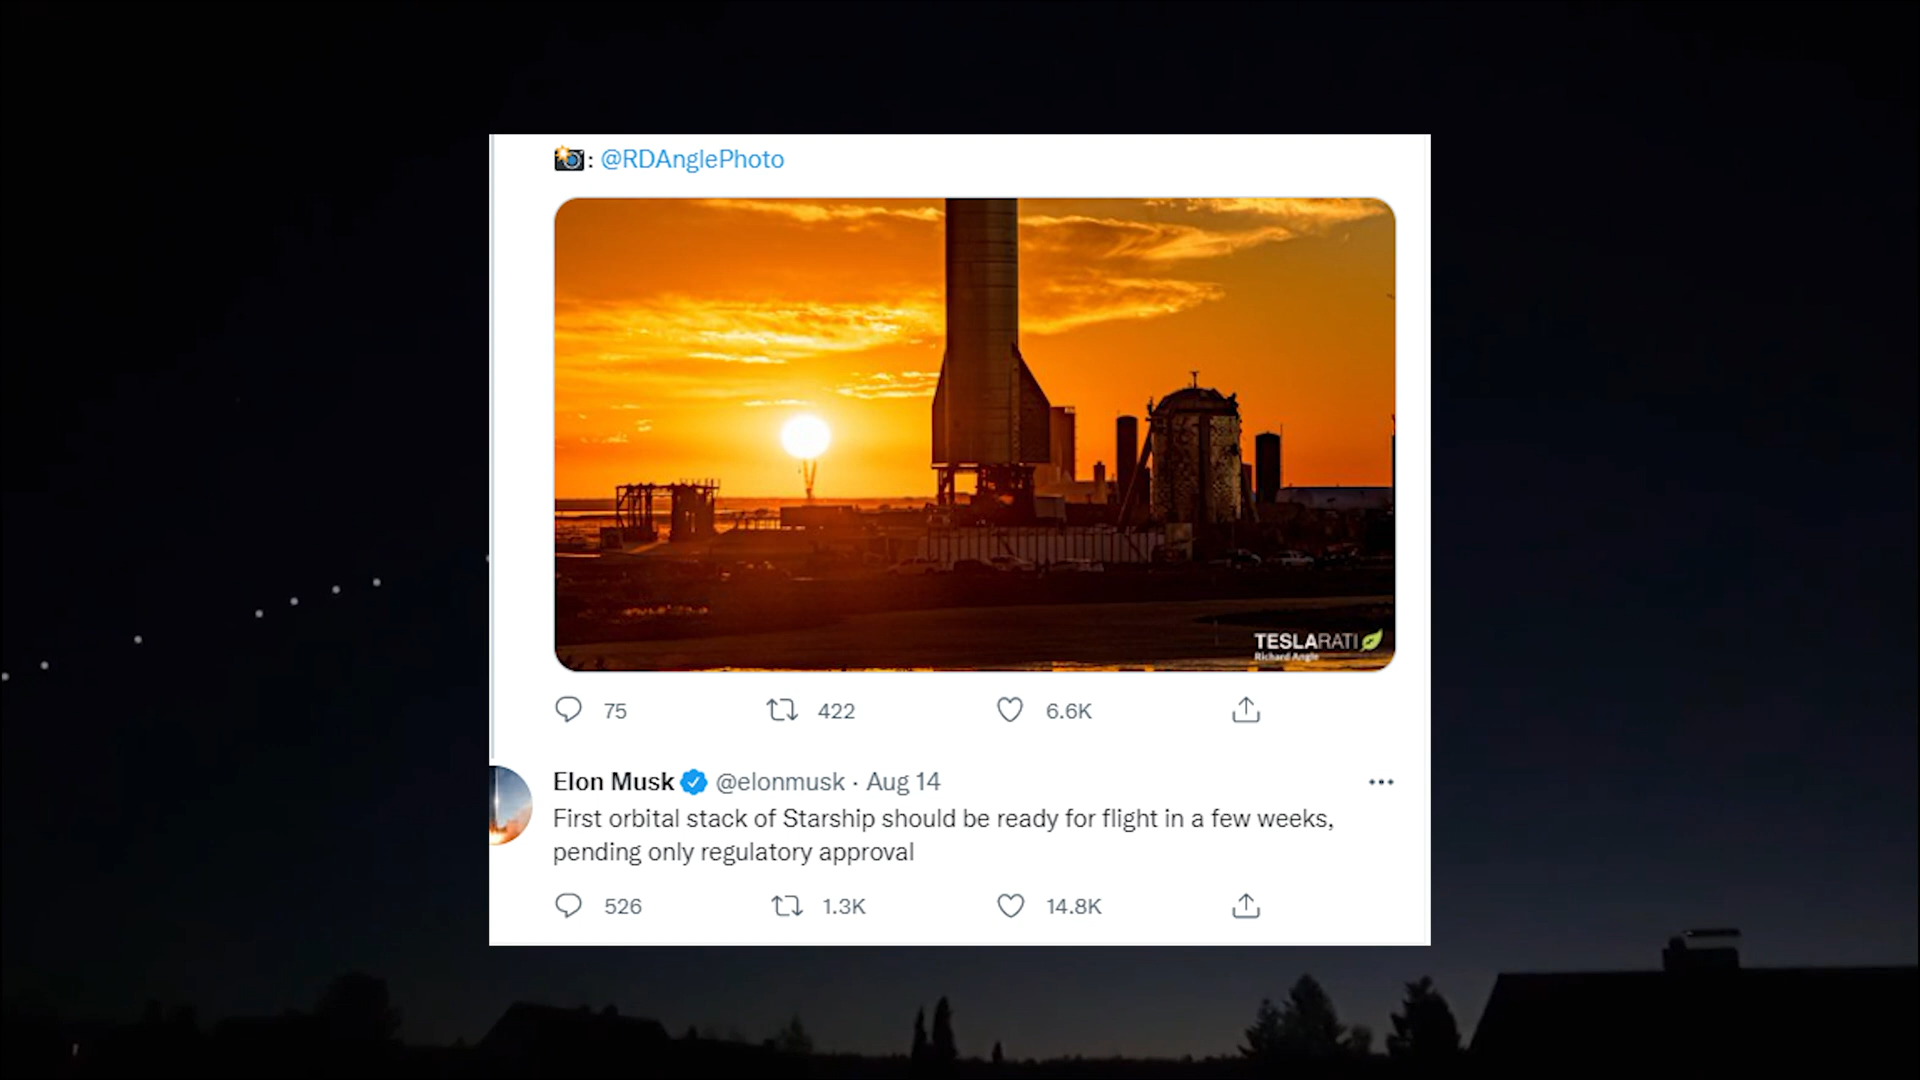 : @RDAnglePhoto
TESLARATI
Richard Angle
75 422 6.6K
Elon Musk @elonmusk · Aug 14
First orbital stack of Starship should be ready for flight in a few weeks,
pending only regulatory approval
526 1.3K 14.8K